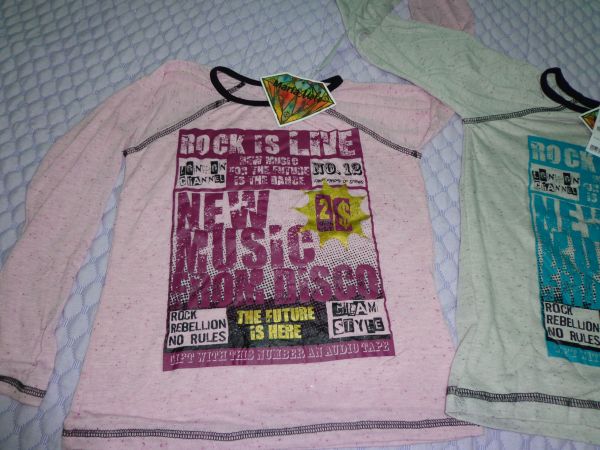 ROCK iS LIVE
NEW MUSIC
FOR THE FUTURE
IS THE DANCE.
LONDON
CHANNEL
NO. 12
NEW
MUSIC
FROM DISCO
2$
ROCK
REBELLION
NO RULES
THE FUTURE
IS HERE
GLAM
STYLE
GIFT WITH THIS NUMBER AN AUDIO TAPE
ROCK
LONDON
CHANNEL
ROCK
REBELLION
NO RULES